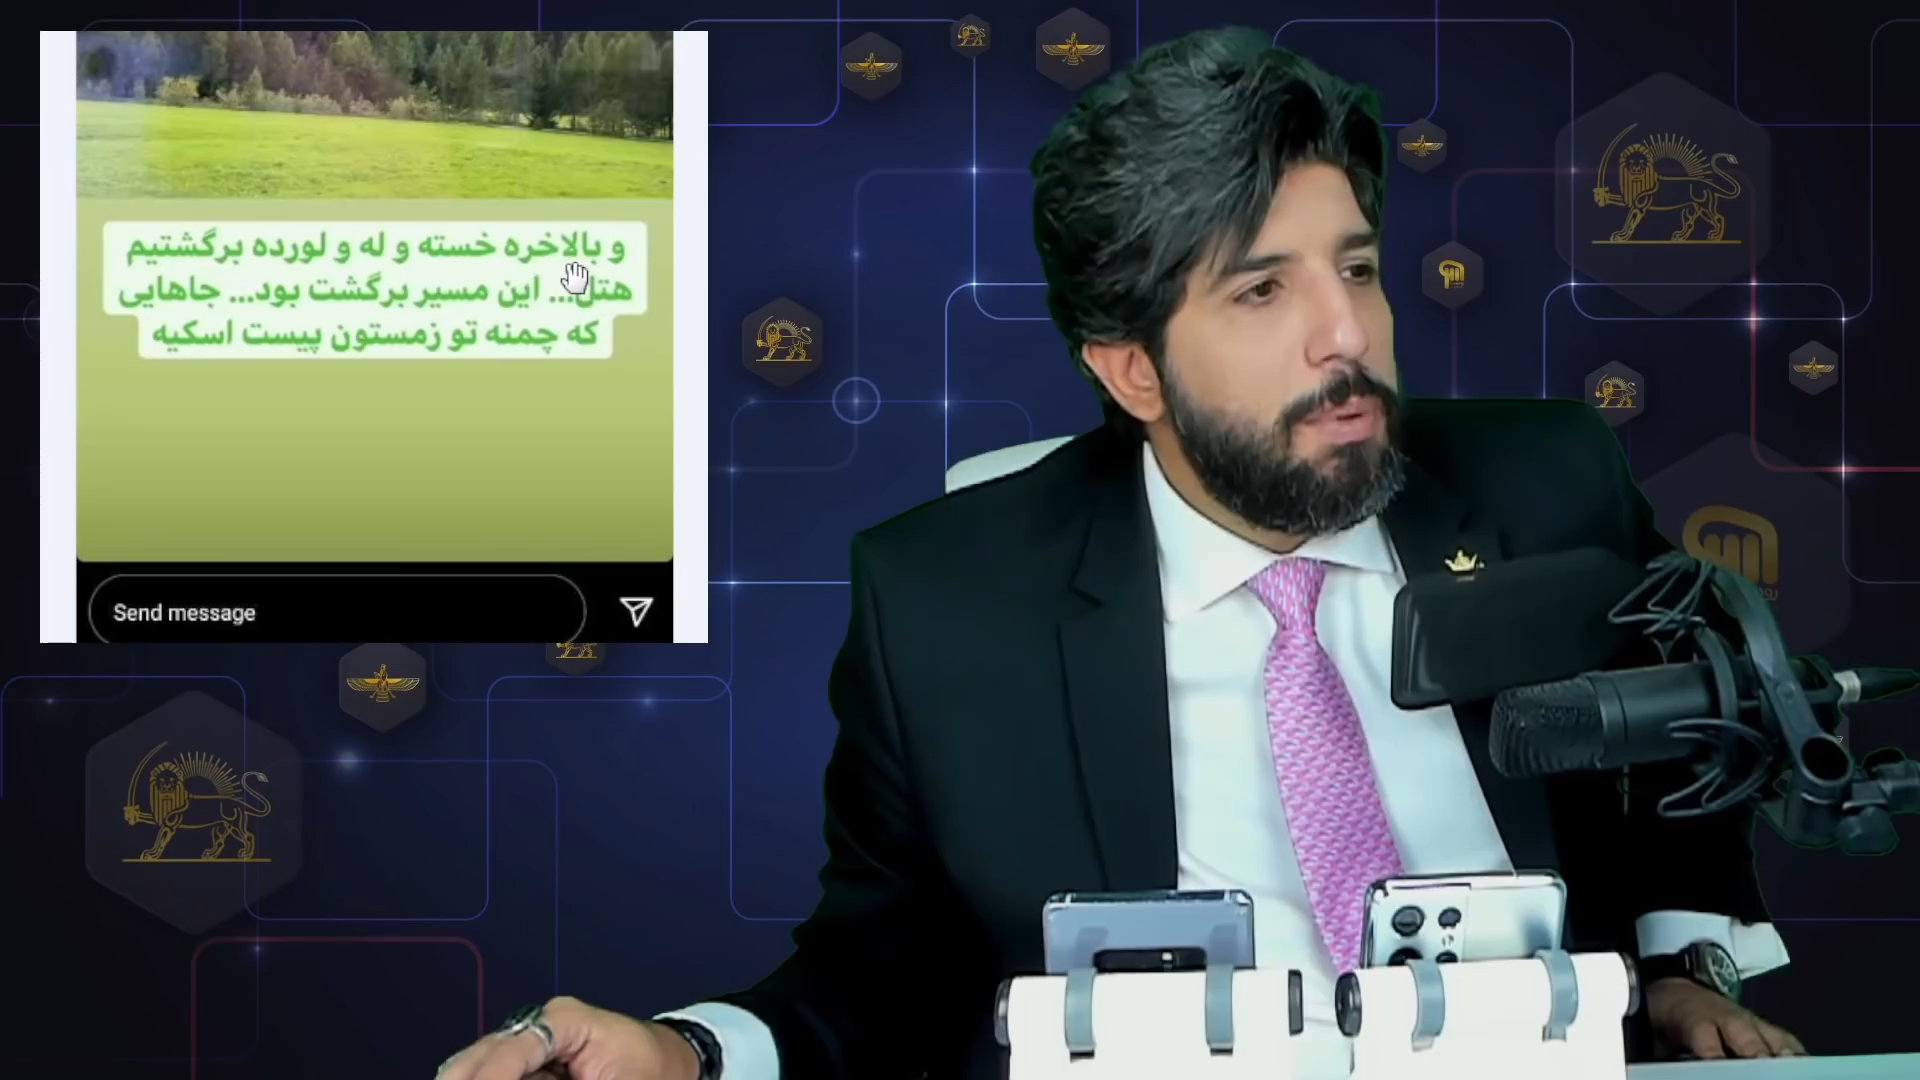 و بالاخره خسته و له و لورده برگشتیم
هتل... این مسیر برگشت بود... جاهایی
که چمنه تو زمستون پیست اسکیه
Send message